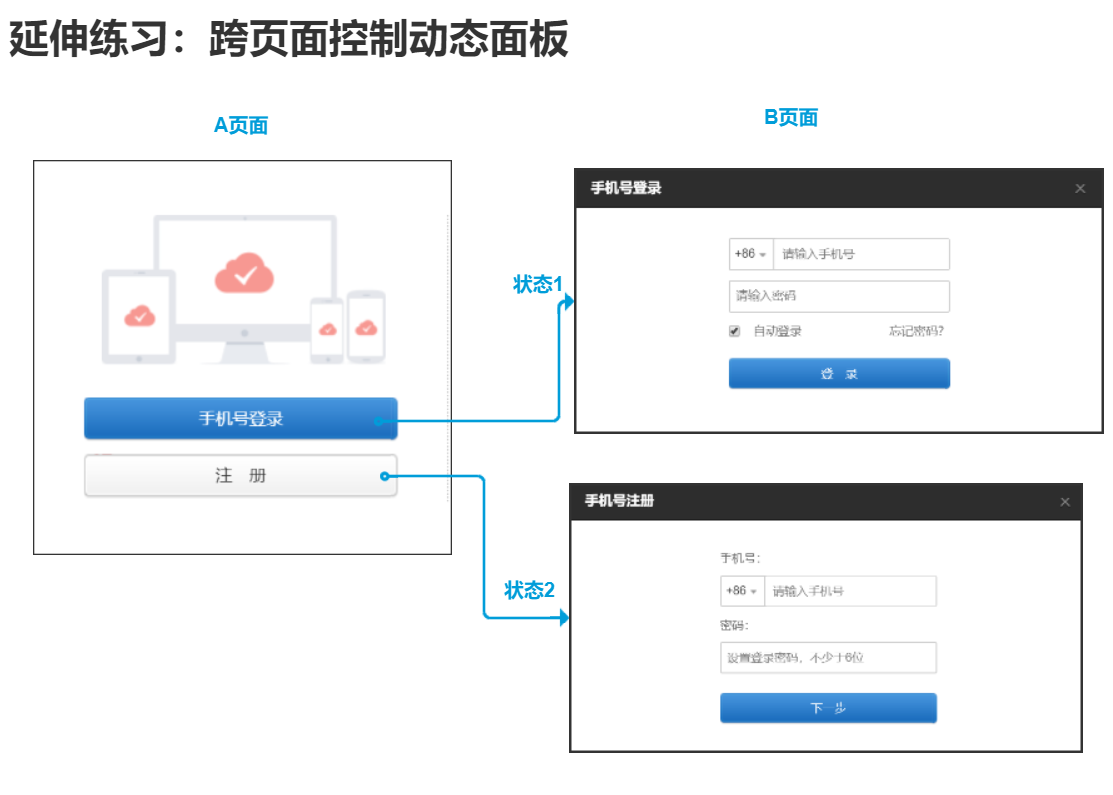 延伸练习：跨页面控制动态面板
A页面
手机号登录
注 册
状态1
状态2
B页面
手机号登录
+86 请输入手机号
请输入密码
自动登录 忘记密码?
登 录
手机号注册
手机号：
+86 请输入手机号
密码：
设置登录密码，不少于6位
下一步